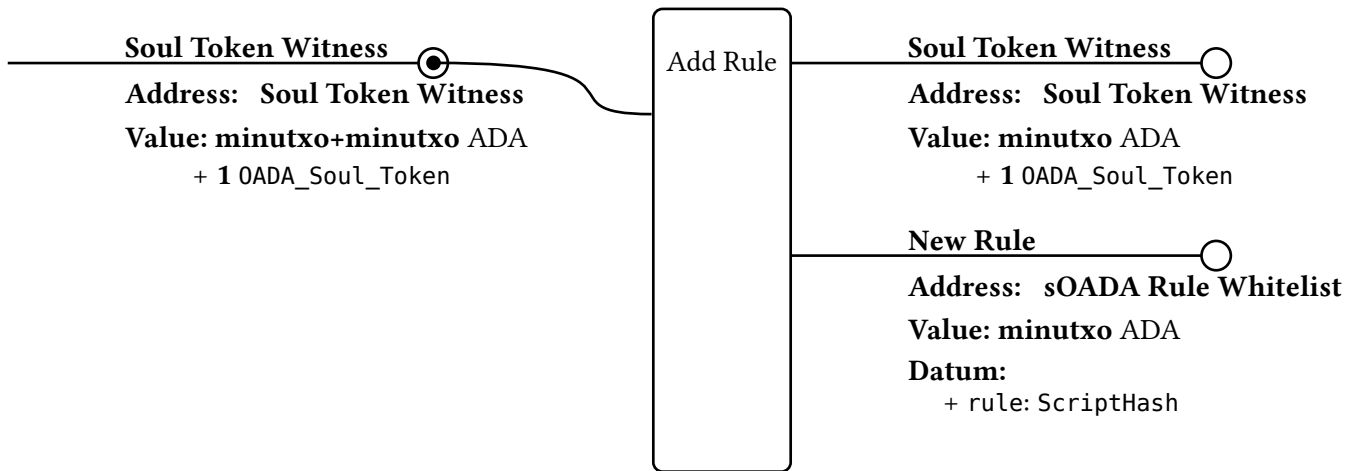 Soul Token Witness
Address: Soul Token Witness
Value: minutxo+minutxo ADA
+ 1 OADA_Soul_Token
Add Rule
Soul Token Witness
Address: Soul Token Witness
Value: minutxo ADA
+ 1 OADA_Soul_Token
New Rule
Address: sOADA Rule Whitelist
Value: minutxo ADA
Datum:
+ rule: ScriptHash